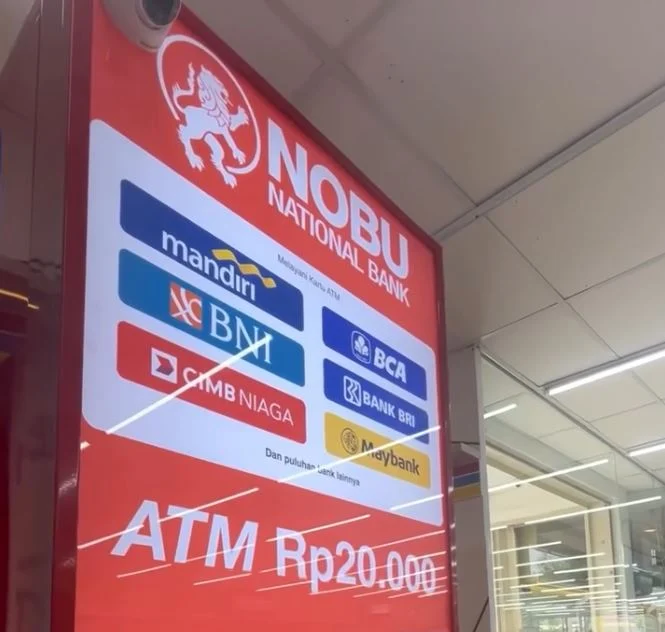 NOBU
NATIONAL BANK
Melayani Kartu ATM
mandiri
BNI
CIMB NIAGA
BCA
BANK BRI
Maybank
Dan puluhan bank lainnya
ATM Rp20.000